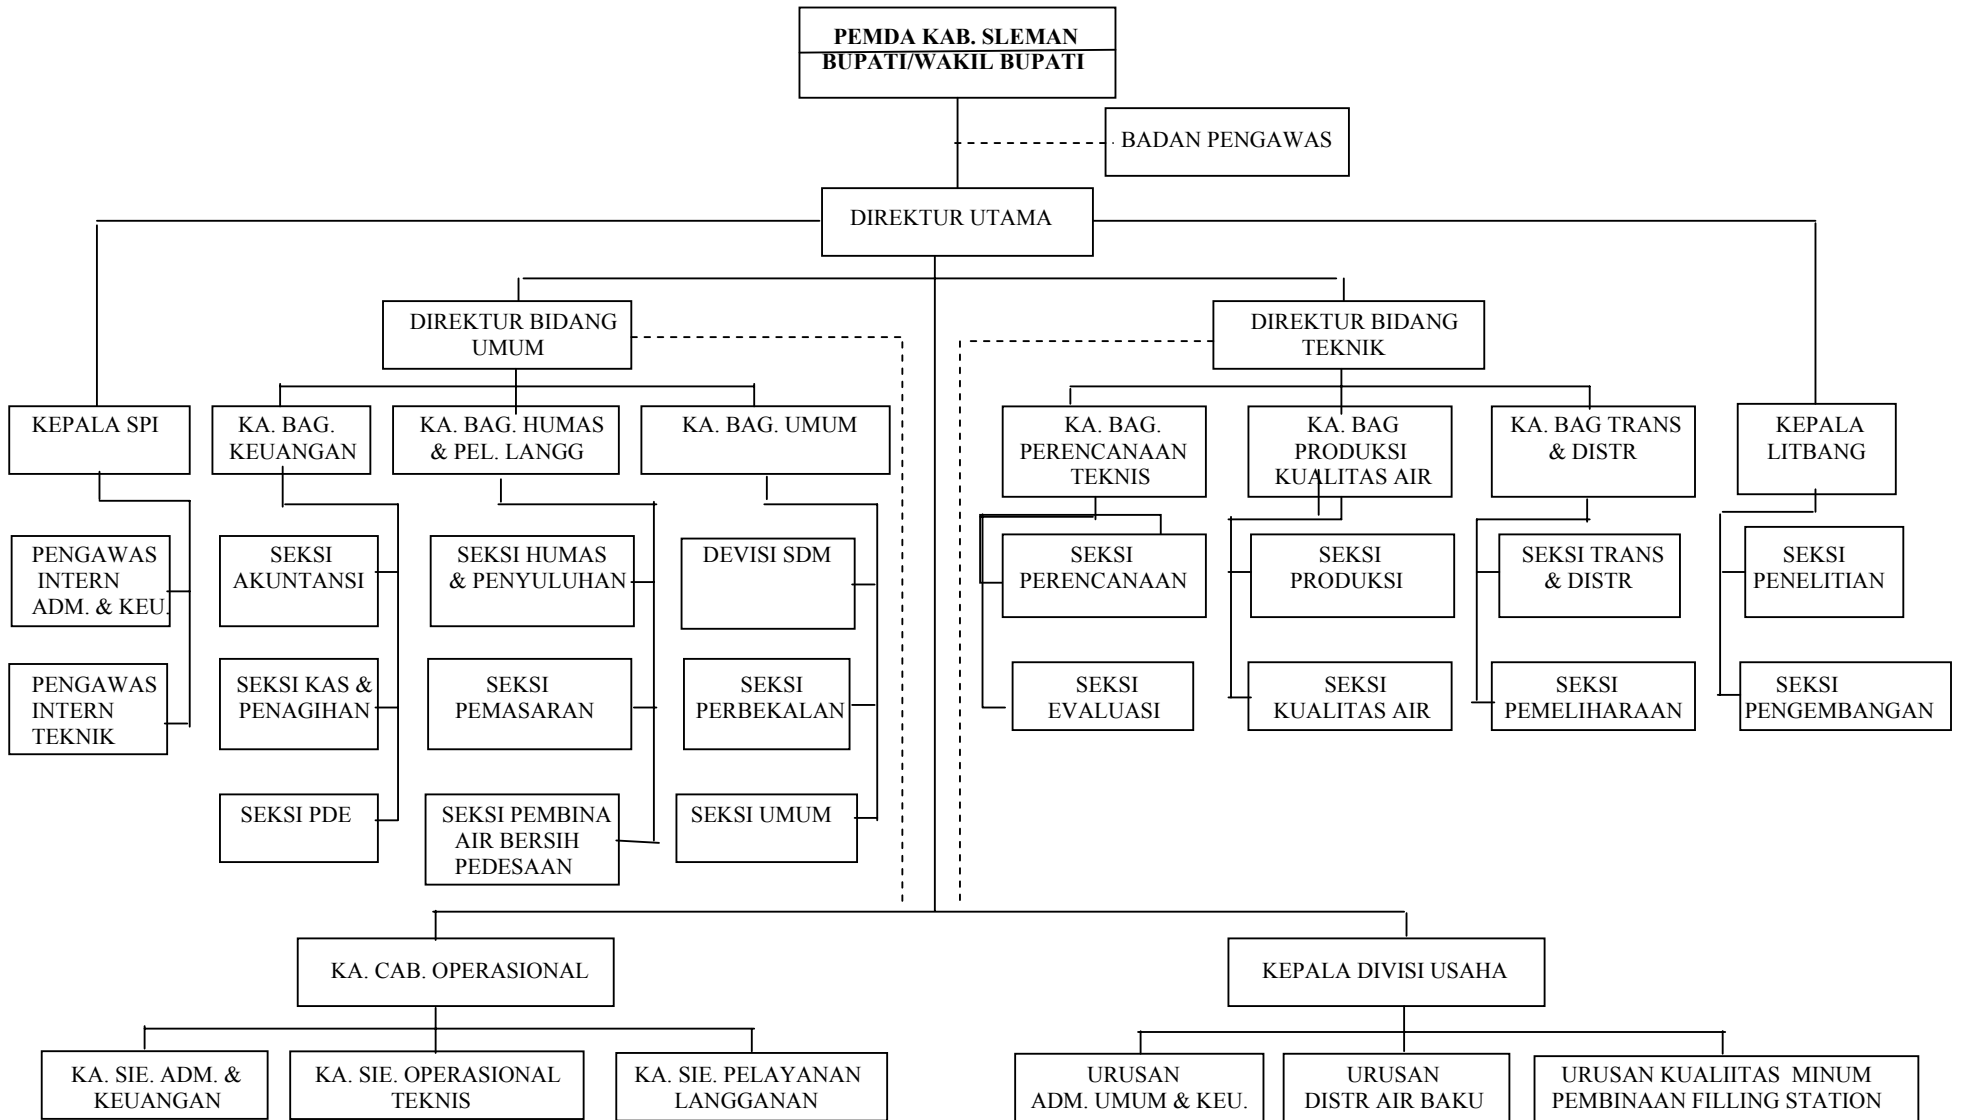 PEMDA KAB. SLEMAN
BUPATI/WAKIL BUPATI
BADAN PENGAWAS
DIREKTUR UTAMA
DIREKTUR BIDANG
UMUM
DIREKTUR BIDANG
TEKNIK
KEPALA SPI
KA. BAG.
KEUANGAN
KA. BAG. HUMAS
& PEL. LANGG
KA. BAG. UMUM
KA. BAG.
PERENCANAAN
TEKNIS
KA. BAG
PRODUKSI
KUALITAS AIR
KA. BAG TRANS
& DISTR
KEPALA
LITBANG
PENGAWAS
INTERN
ADM. & KEU.
SEKSI
AKUNTANSI
SEKSI HUMAS
& PENYULUHAN
DEVISI SDM
SEKSI
PERENCANAAN
SEKSI
PRODUKSI
SEKSI TRANS
& DISTR
SEKSI
PENELITIAN
PENGAWAS
INTERN
TEKNIK
SEKSI KAS &
PENAGIHAN
SEKSI
PEMASARAN
SEKSI
PERBEKALAN
SEKSI
EVALUASI
SEKSI
KUALITAS AIR
SEKSI
PEMELIHARAAN
SEKSI
PENGEMBANGAN
SEKSI PDE
SEKSI PEMBINA
AIR BERSIH
PEDESAAN
SEKSI UMUM
KA. CAB. OPERASIONAL
KEPALA DIVISI USAHA
KA. SIE. ADM. &
KEUANGAN
KA. SIE. OPERASIONAL
TEKNIS
KA. SIE. PELAYANAN
LANGGANAN
URUSAN
ADM. UMUM & KEU.
URUSAN
DISTR AIR BAKU
URUSAN KUALIITAS MINUM
PEMBINAAN FILLING STATION